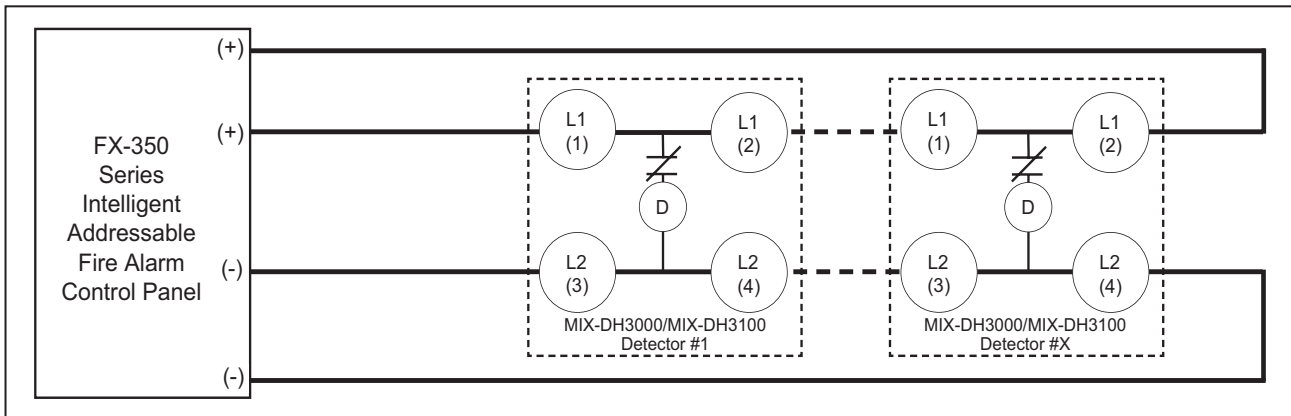 FX-350
Series
Intelligent
Addressable
Fire Alarm
Control Panel
(+)
(+)
(-)
(-)
L1
(1)
L1
(2)
D
L2
(3)
L2
(4)
MIX-DH3000/MIX-DH3100
Detector #1
L1
(1)
L1
(2)
D
L2
(3)
L2
(4)
MIX-DH3000/MIX-DH3100
Detector #X